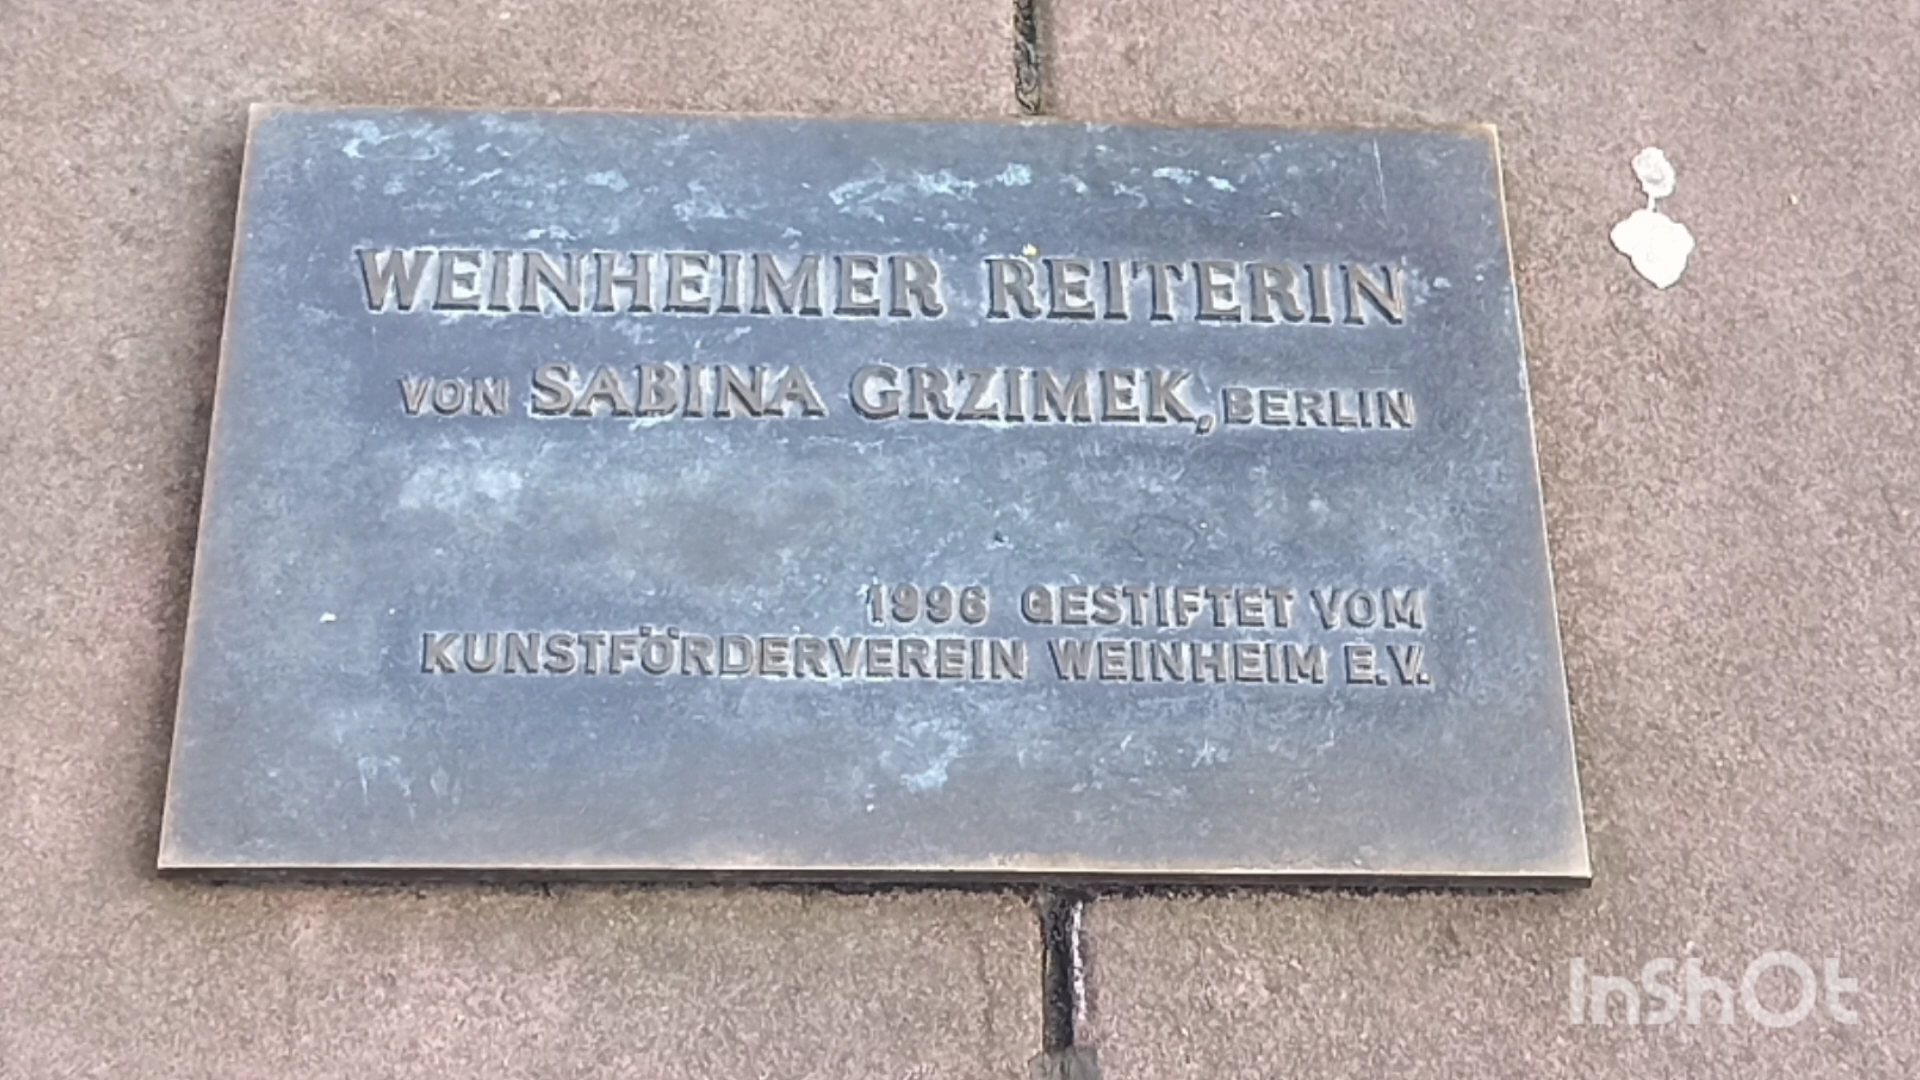 WEINHEIMER REITERIN
VON SABINA GRZIMEK, BERLIN
1996 GESTIFTET VOM
KUNSTFÖRDERVEREIN WEINHEIM E.V.
InShOt